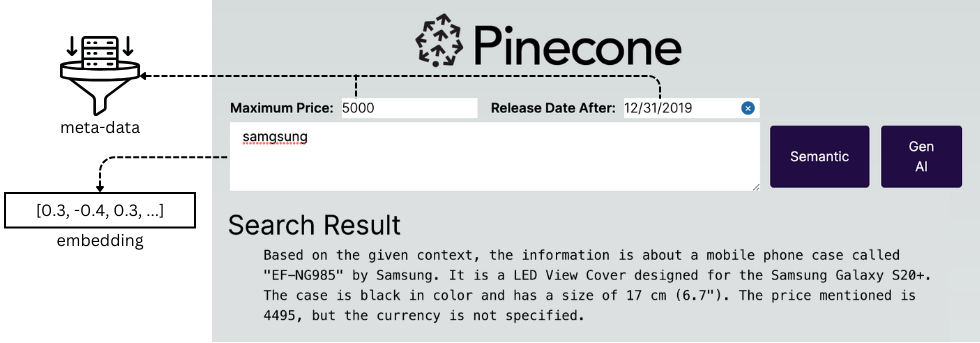 Pinecone
Maximum Price: 5000 Release Date After: 12/31/2019
meta-data
samgsung
Semantic
Gen
AI
[0.3, -0.4, 0.3, ...]
embedding
Search Result
Based on the given context, the information is about a mobile phone case called
"EF-NG985" by Samsung. It is a LED View Cover designed for the Samsung Galaxy S20+.
The case is black in color and has a size of 17 cm (6.7"). The price mentioned is
4495, but the currency is not specified.